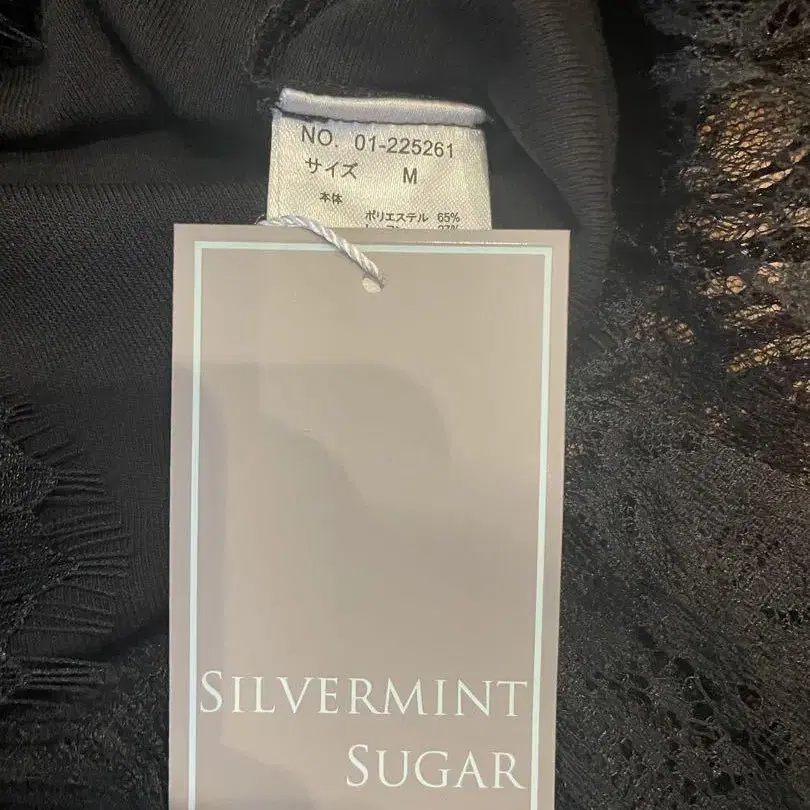 NO. 01-225261
サイズ M
本体
ポリエステル 65%
SILVERMINT
SUGAR